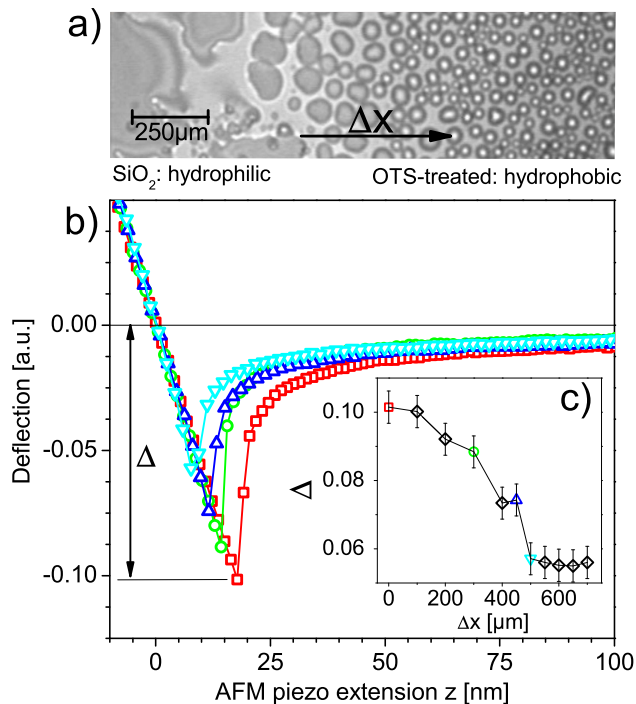 a)
250μm
Δx
SiO₂: hydrophilic OTS-treated: hydrophobic
b)
0.00
-0.05
-0.10
Deflection [a.u.]
Δ
0 25 50 75 100
AFM piezo extension z [nm]
c)
0.10
0.08
0.06
Δ
0 200 400 600
Δx [μm]